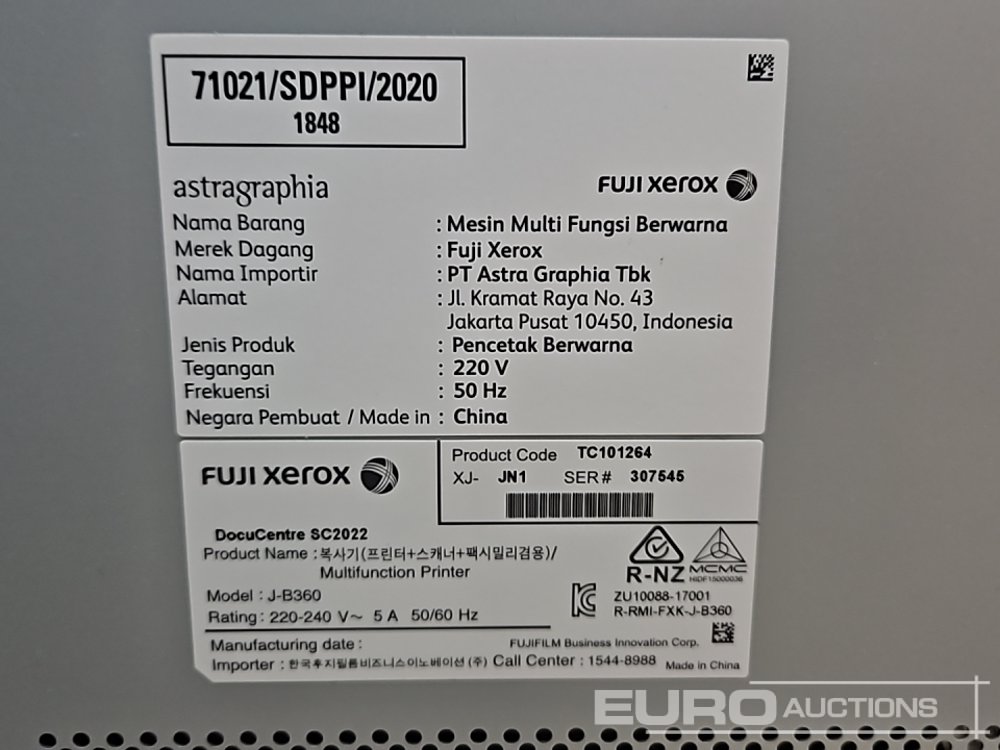 71021/SDPPI/2020
1848
astragraphia
FUJI xerox
Nama Barang : Mesin Multi Fungsi Berwarna
Merek Dagang : Fuji Xerox
Nama Importir : PT Astra Graphia Tbk
Alamat : Jl. Kramat Raya No. 43
Jakarta Pusat 10450, Indonesia
Jenis Produk : Pencetak Berwarna
Tegangan : 220 V
Frekuensi : 50 Hz
Negara Pembuat / Made in : China
FUJI xerox
Product Code TC101264
XJ- JN1 SER# 307545
DocuCentre SC2022
Product Name : 복사기(프린터+스캐너+팩시밀리겸용)/
Multifunction Printer
Model : J-B360
Rating : 220-240 V~ 5 A 50/60 Hz
R-NZ
MCMC
HIDF15000036
ZU10088-17001
R-RMI-FXK-J-B360
Manufacturing date :
FUJIFILM Business Innovation Corp.
Importer : 한국후지필름비즈니스이노베이션(주) Call Center : 1544-8988 Made in China
EURO AUCTIONS